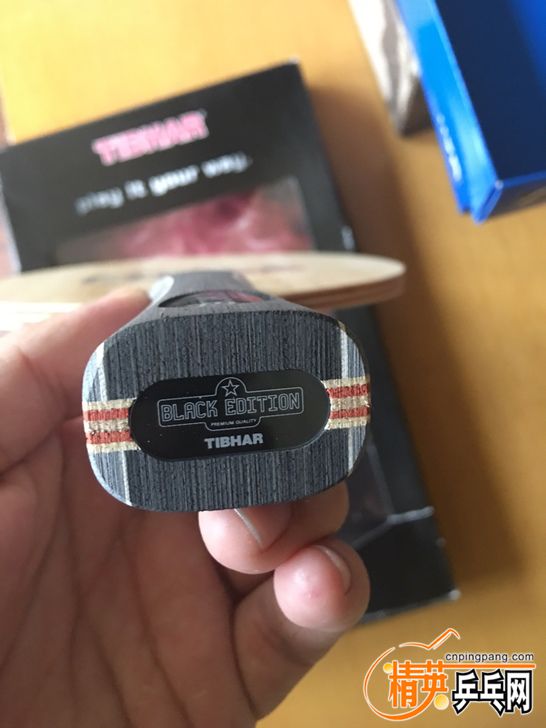 TIBHAR
play it your way.
BLACK EDITION
PREMIUM QUALITY
TIBHAR
cnpingpang.com
精英乒乓网